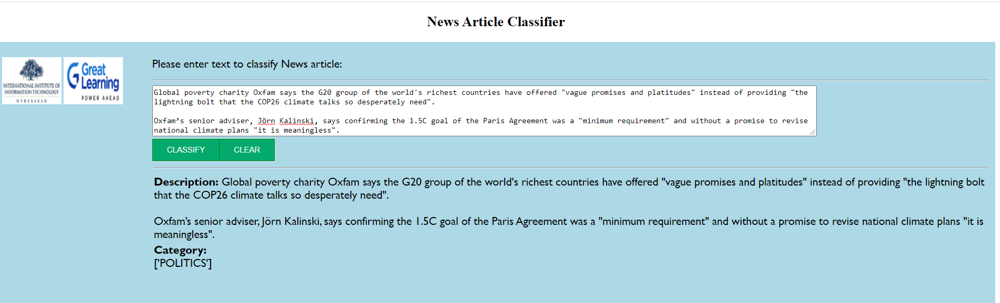 News Article Classifier
INTERNATIONAL INSTITUTE OF
INFORMATION TECHNOLOGY
HYDERABAD
Great
Learning
POWER AHEAD
Please enter text to classify News article:
Global poverty charity Oxfam says the G20 group of the world's richest countries have offered "vague promises and platitudes" instead of providing "the
lightning bolt that the COP26 climate talks so desperately need".
Oxfam’s senior adviser, Jörn Kalinski, says confirming the 1.5C goal of the Paris Agreement was a "minimum requirement" and without a promise to revise
national climate plans "it is meaningless".
CLASSIFY CLEAR
Description: Global poverty charity Oxfam says the G20 group of the world's richest countries have offered "vague promises and platitudes" instead of providing "the lightning bolt
that the COP26 climate talks so desperately need".
Oxfam’s senior adviser, Jörn Kalinski, says confirming the 1.5C goal of the Paris Agreement was a "minimum requirement" and without a promise to revise national climate plans "it is
meaningless".
Category:
['POLITICS']